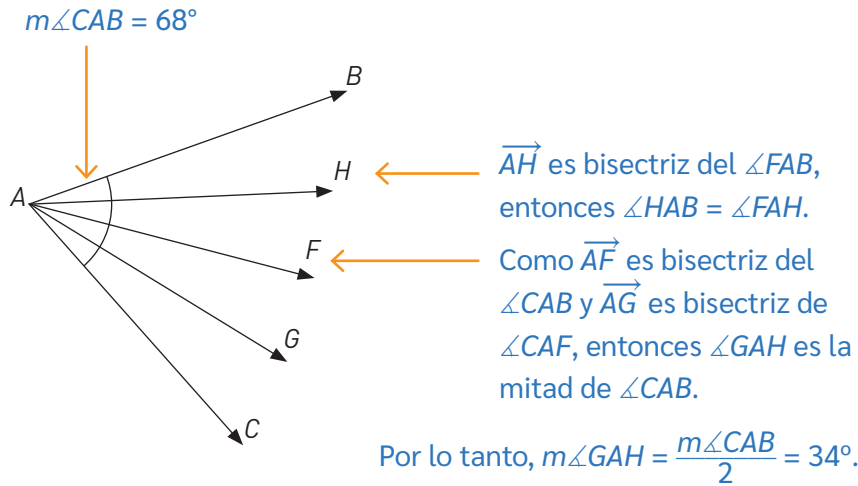 m∡CAB = 68°
B
H
A
F
G
C
AH es bisectriz del ∡FAB,
entonces ∡HAB = ∡FAH.
Como AF es bisectriz del
∡CAB y AG es bisectriz de
∡CAF, entonces ∡GAH es la
mitad de ∡CAB.
Por lo tanto, m∡GAH = m∡CAB/2 = 34º.